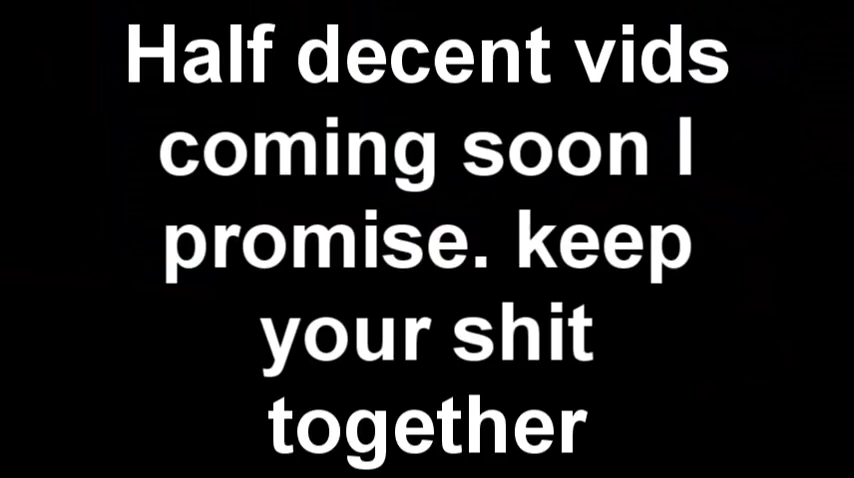 Half decent vids
coming soon I
promise. keep
your shit
together